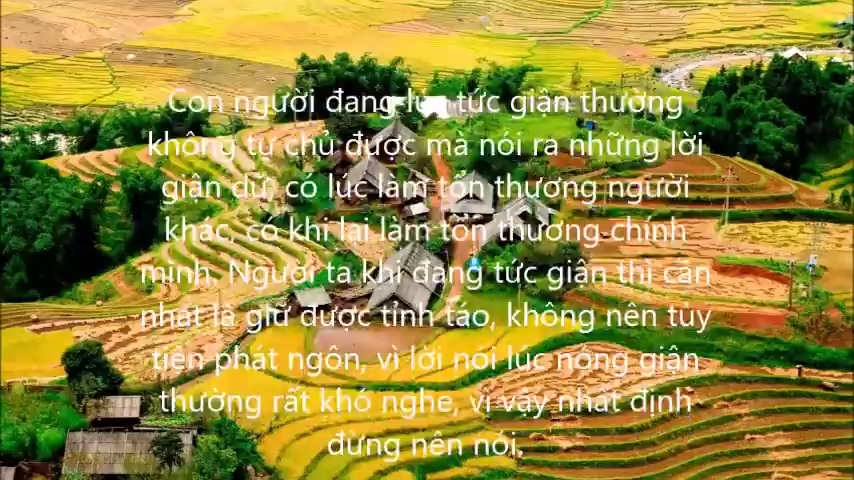 Con người đang lúc tức giận thường
không tự chủ được mà nói ra những lời
giận dữ, có lúc làm tổn thương người
khác, có khi lại làm tổn thương chính
mình. Người ta khi đang tức giận thì cần
nhất là giữ được tỉnh táo, không nên tùy
tiện phát ngôn, vì lời nói lúc nóng giận
thường rất khó nghe, vì vậy nhất định
đừng nên nói.